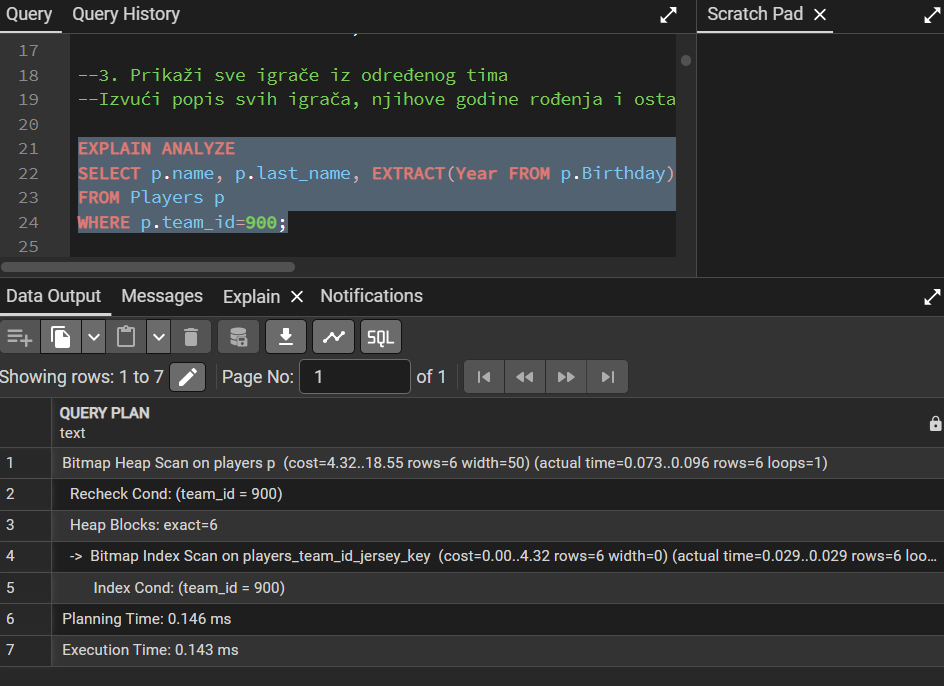 Query Query History
Scratch Pad
17
18 --3. Prikaži sve igrače iz određenog tima
19 --Izvući popis svih igrača, njihove godine rođenja i osta
20
21 EXPLAIN ANALYZE
22 SELECT p.name, p.last_name, EXTRACT(Year FROM p.Birthday)
23 FROM Players p
24 WHERE p.team_id=900;
25
Data Output Messages Explain Notifications
SQL
Showing rows: 1 to 7 Page No: 1 of 1
QUERY PLAN
text
1 Bitmap Heap Scan on players p (cost=4.32..18.55 rows=6 width=50) (actual time=0.073..0.096 rows=6 loops=1)
2 Recheck Cond: (team_id = 900)
3 Heap Blocks: exact=6
4 -> Bitmap Index Scan on players_team_id_jersey_key (cost=0.00..4.32 rows=6 width=0) (actual time=0.029..0.029 rows=6 loo...
5 Index Cond: (team_id = 900)
6 Planning Time: 0.146 ms
7 Execution Time: 0.143 ms